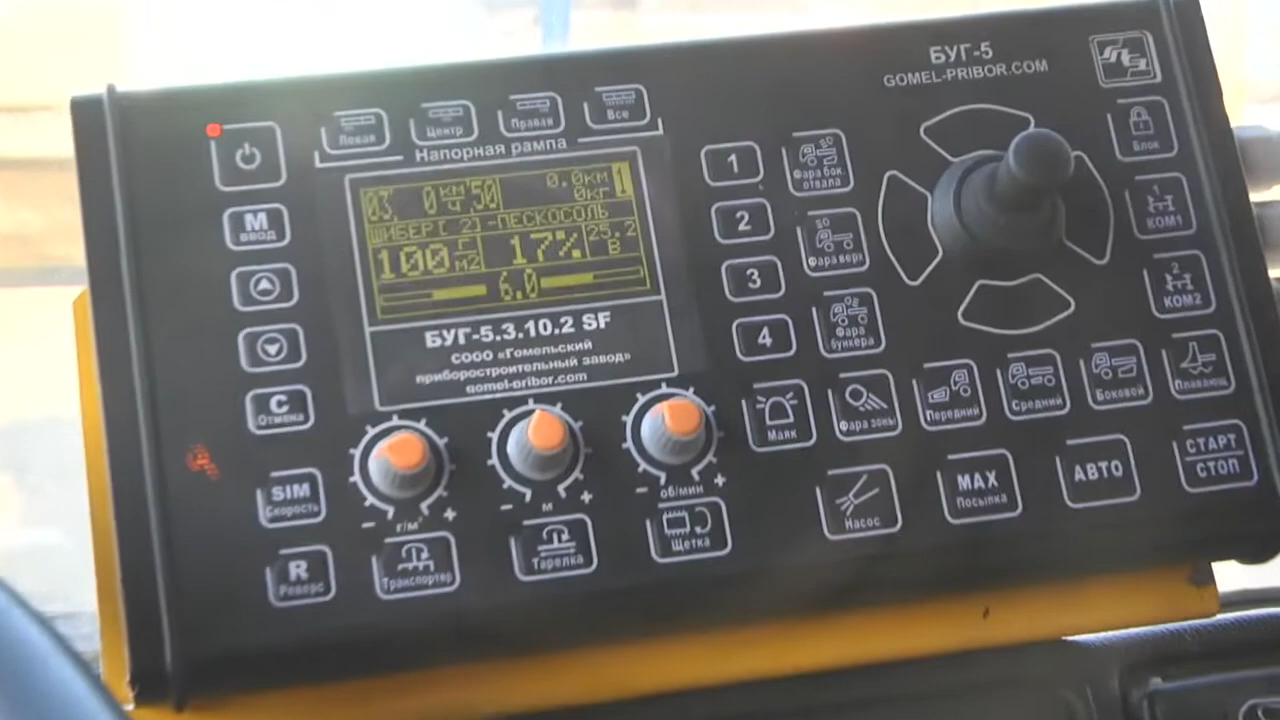 БУГ-5
GOMEL-PRIBOR.COM
Левая
Центр
Правая
Все
Напорная рампа
М
ВВОД
С
Отмена
SIM
Скорость
R
Реверс
0 км/ч 50
0.0км
0кг
1
ШИБЕР[ 2]-ПЕСКОСОЛЬ
100 г/м2
17%
25.2 В
6.0
БУГ-5.3.10.2 SF
СООО «Гомельский
приборостроительный завод»
gomel-pribor.com
- г/м² +
- м +
- об/мин +
Транспортер
Тарелка
Щетка
1
2
3
4
Фара бок.
отвала
Фара верх
Фара
бункера
Маяк
Фара зоны
Передний
Средний
Боковой
Плавающ
Блок
1
КОМ1
2
КОМ2
Насос
MAX
Посыпка
АВТО
СТАРТ
СТОП